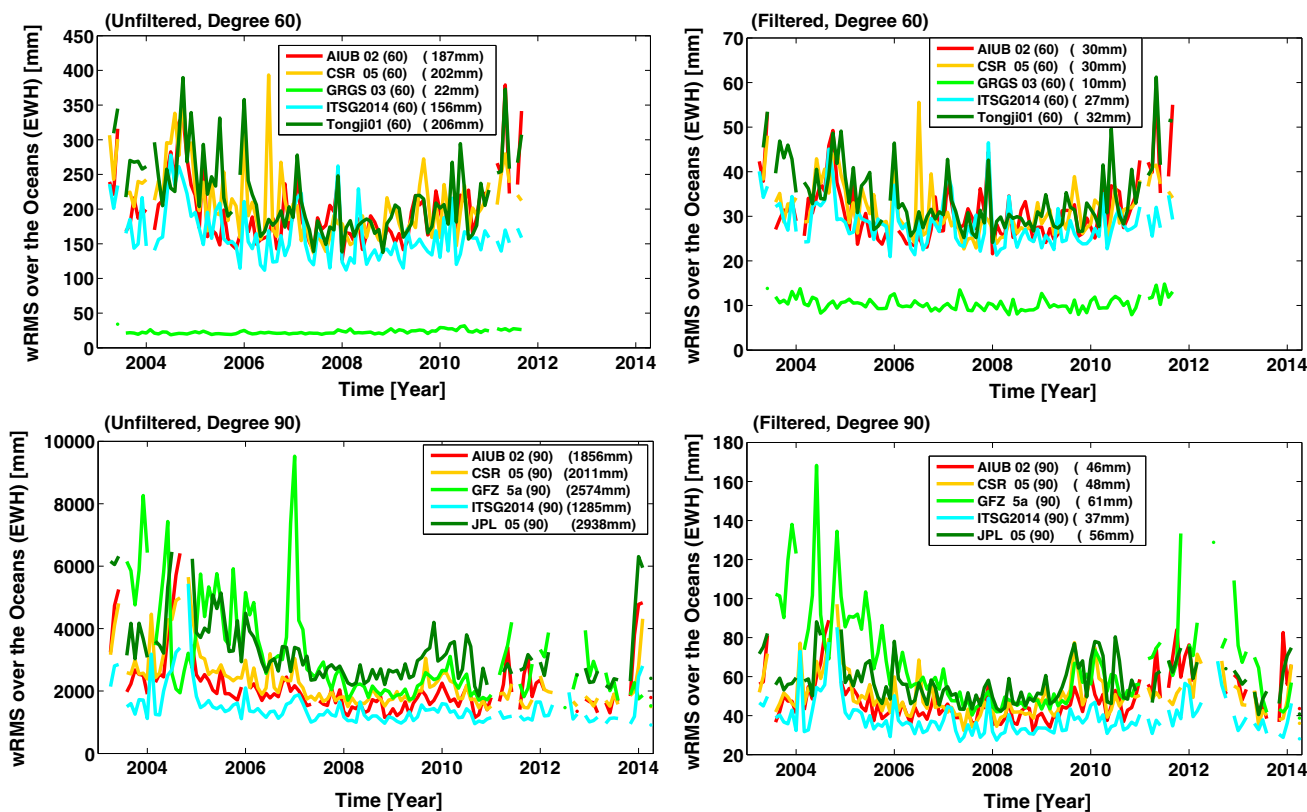 (Unfiltered, Degree 60)
wRMS over the Oceans (EWH) [mm]
450
400
350
300
250
200
150
100
50
0
AIUB 02 (60) ( 187mm)
CSR 05 (60) ( 202mm)
GRGS 03 (60) ( 22mm)
ITSG2014 (60) ( 156mm)
Tongji01 (60) ( 206mm)
2004 2006 2008 2010 2012 2014
Time [Year]
(Filtered, Degree 60)
wRMS over the Oceans (EWH) [mm]
70
60
50
40
30
20
10
0
AIUB 02 (60) ( 30mm)
CSR 05 (60) ( 30mm)
GRGS 03 (60) ( 10mm)
ITSG2014 (60) ( 27mm)
Tongji01 (60) ( 32mm)
2004 2006 2008 2010 2012 2014
Time [Year]
(Unfiltered, Degree 90)
wRMS over the Oceans (EWH) [mm]
10000
8000
6000
4000
2000
0
AIUB 02 (90) (1856mm)
CSR 05 (90) (2011mm)
GFZ 5a (90) (2574mm)
ITSG2014 (90) (1285mm)
JPL 05 (90) (2938mm)
2004 2006 2008 2010 2012 2014
Time [Year]
(Filtered, Degree 90)
wRMS over the Oceans (EWH) [mm]
180
160
140
120
100
80
60
40
20
AIUB 02 (90) ( 46mm)
CSR 05 (90) ( 48mm)
GFZ 5a (90) ( 61mm)
ITSG2014 (90) ( 37mm)
JPL 05 (90) ( 56mm)
2004 2006 2008 2010 2012 2014
Time [Year]